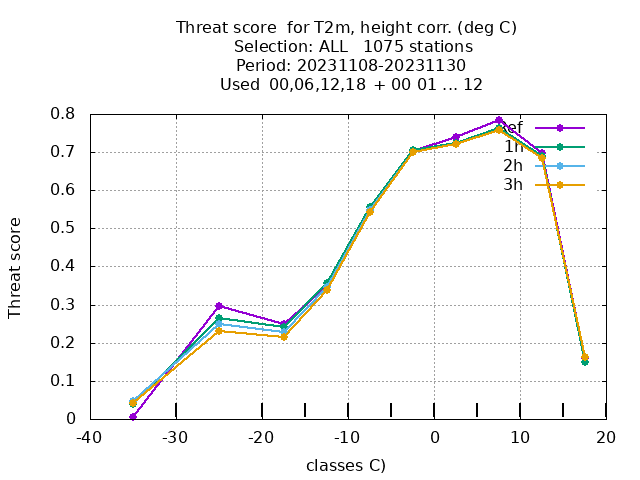 Threat score  for T2m, height corr. (deg C)
Selection: ALL   1075 stations
Period: 20231108-20231130
Used  00,06,12,18  + 00 01 ... 12
Threat score
0.8
0.7
0.6
0.5
0.4
0.3
0.2
0.1
0
ref
1h
2h
3h
-40 -30 -20 -10 0 10 20
classes C)